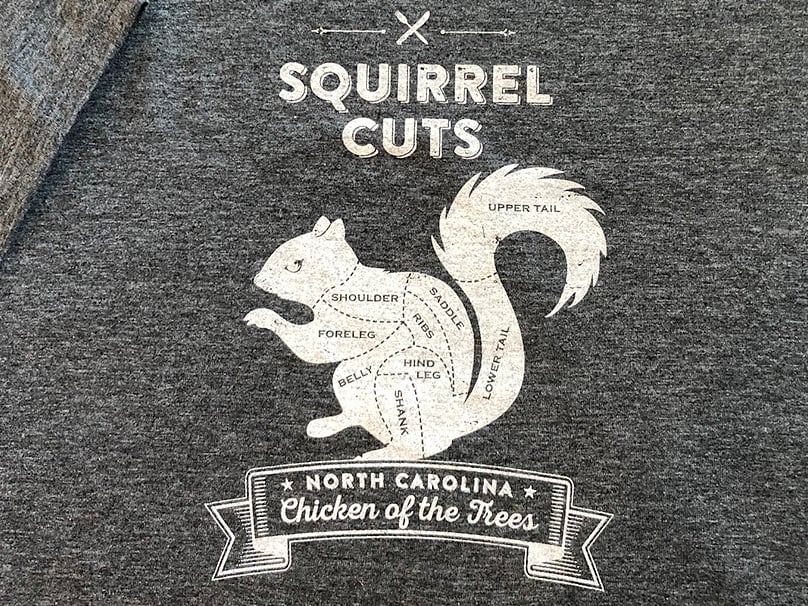 SQUIRREL
CUTS
UPPER TAIL
SHOULDER
SADDLE
RIBS
FORELEG
LOWER TAIL
HIND
LEG
BELLY
SHANK
NORTH CAROLINA
Chicken of the Trees